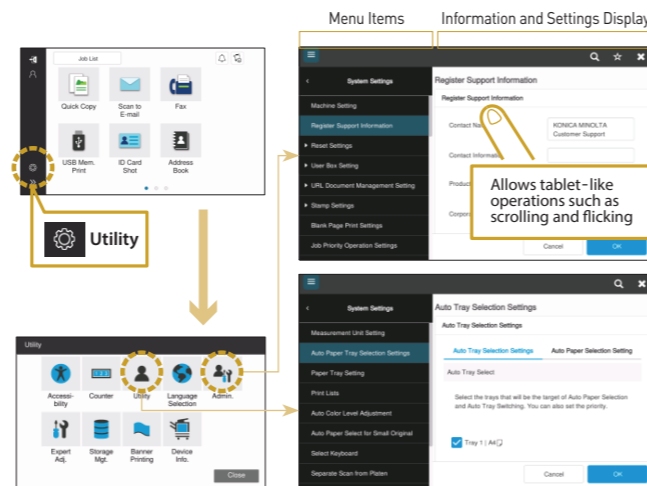 Menu Items
Information and Settings Display
Job List
Quick Copy
Scan to
E-mail
Fax
USB Mem.
Print
ID Card
Shot
Address
Book
Utility
Utility
Accessi-
bility
Counter
Utility
Language
Selection
Admin.
Expert
Adj.
Storage
Mgt.
Banner
Printing
Device
Info.
Close
System Settings
Machine Setting
Register Support Information
Reset Settings
User Box Setting
URL Document Management Setting
Stamp Settings
Blank Page Print Settings
Job Priority Operation Settings
Register Support Information
Register Support Information
Contact Na
KONICA MINOLTA
Customer Support
Contact Information
Product
Corpor
Allows tablet-like
operations such as
scrolling and flicking
Cancel
OK
System Settings
Measurement Unit Setting
Auto Paper Tray Selection Settings
Paper Tray Setting
Print Lists
Auto Color Level Adjustment
Auto Paper Select for Small Original
Select Keyboard
Separate Scan from Platen
Auto Tray Selection Settings
Auto Tray Selection Settings
Auto Tray Selection Settings
Auto Paper Selection Setting
Auto Tray Select
Select the trays that will be the target of Auto Paper Selection
and Auto Tray Switching. You can also set the priority.
Tray 1 | A4
Cancel
OK